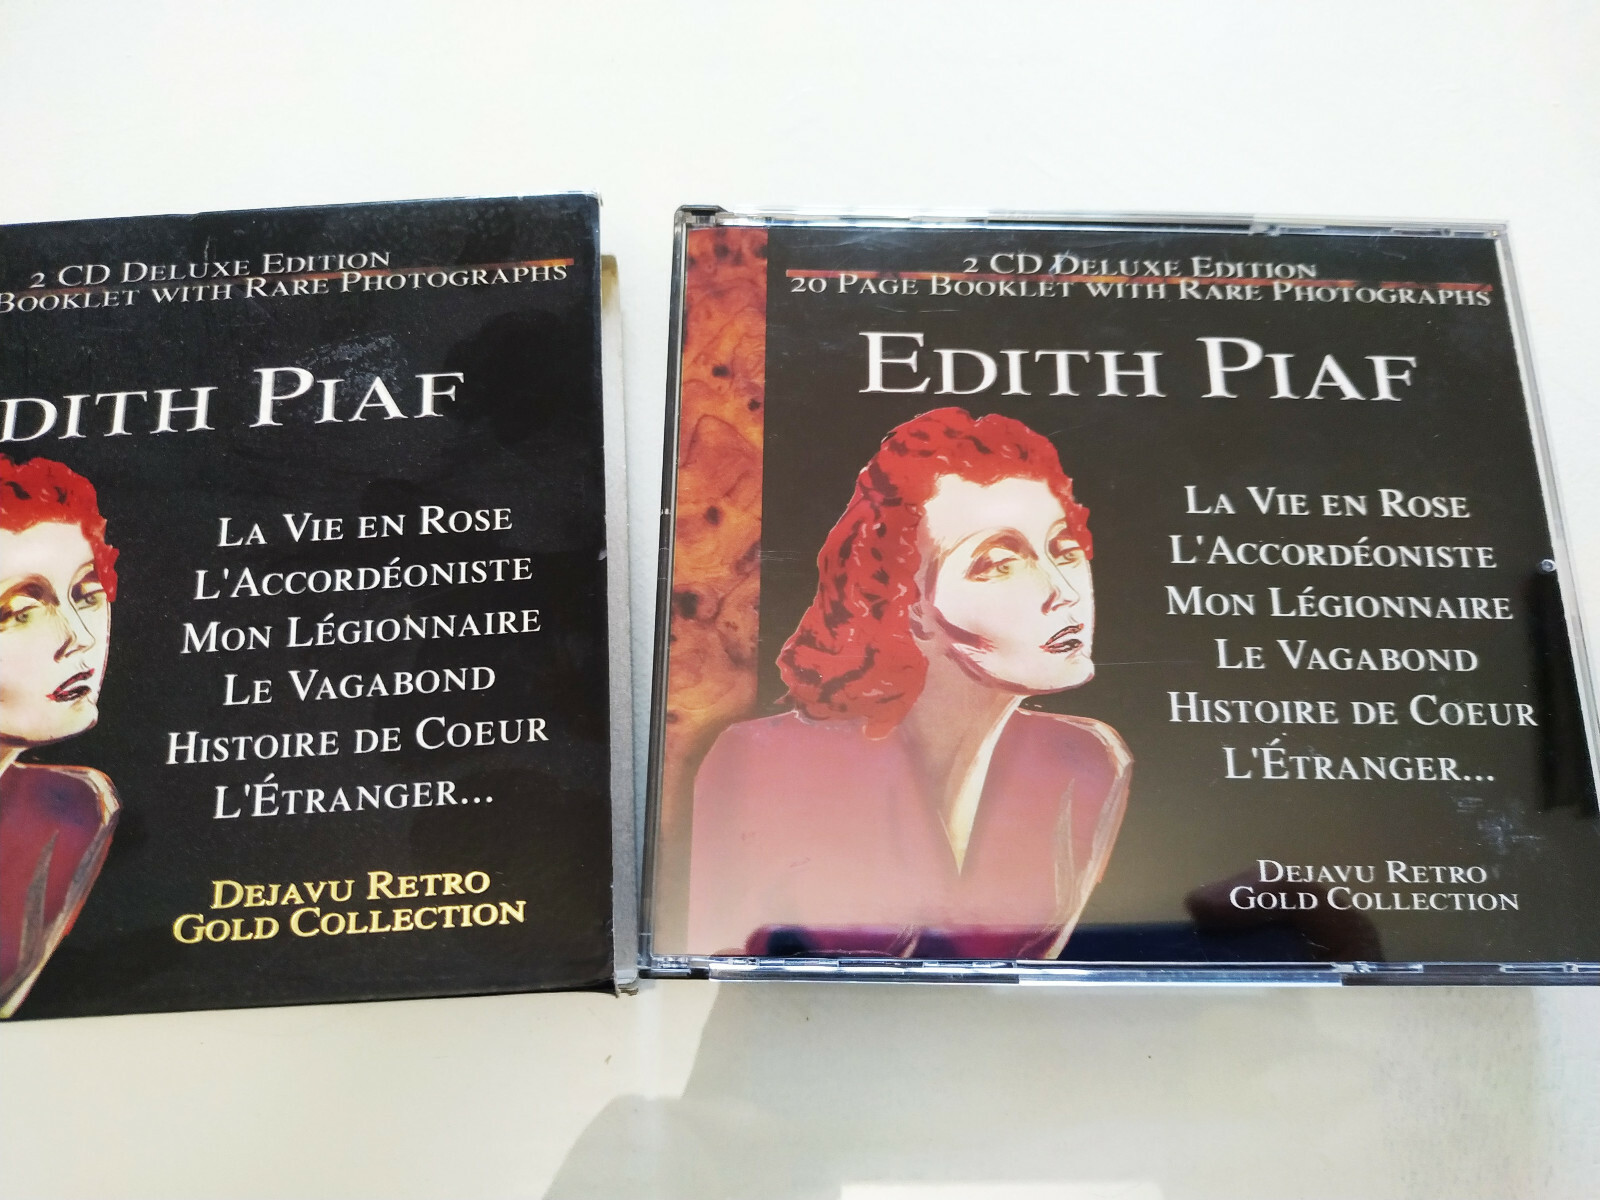 2 CD Deluxe Edition
Booklet with Rare Photographs
dith Piaf
La Vie en Rose
L'Accordéoniste
Mon Légionnaire
Le Vagabond
Histoire de Coeur
L'Étranger...
Dejavu Retro
Gold Collection
2 CD Deluxe Edition
20 Page Booklet with Rare Photographs
Edith Piaf
La Vie en Rose
L'Accordéoniste
Mon Légionnaire
Le Vagabond
Histoire de Coeur
L'Étranger...
Dejavu Retro
Gold Collection